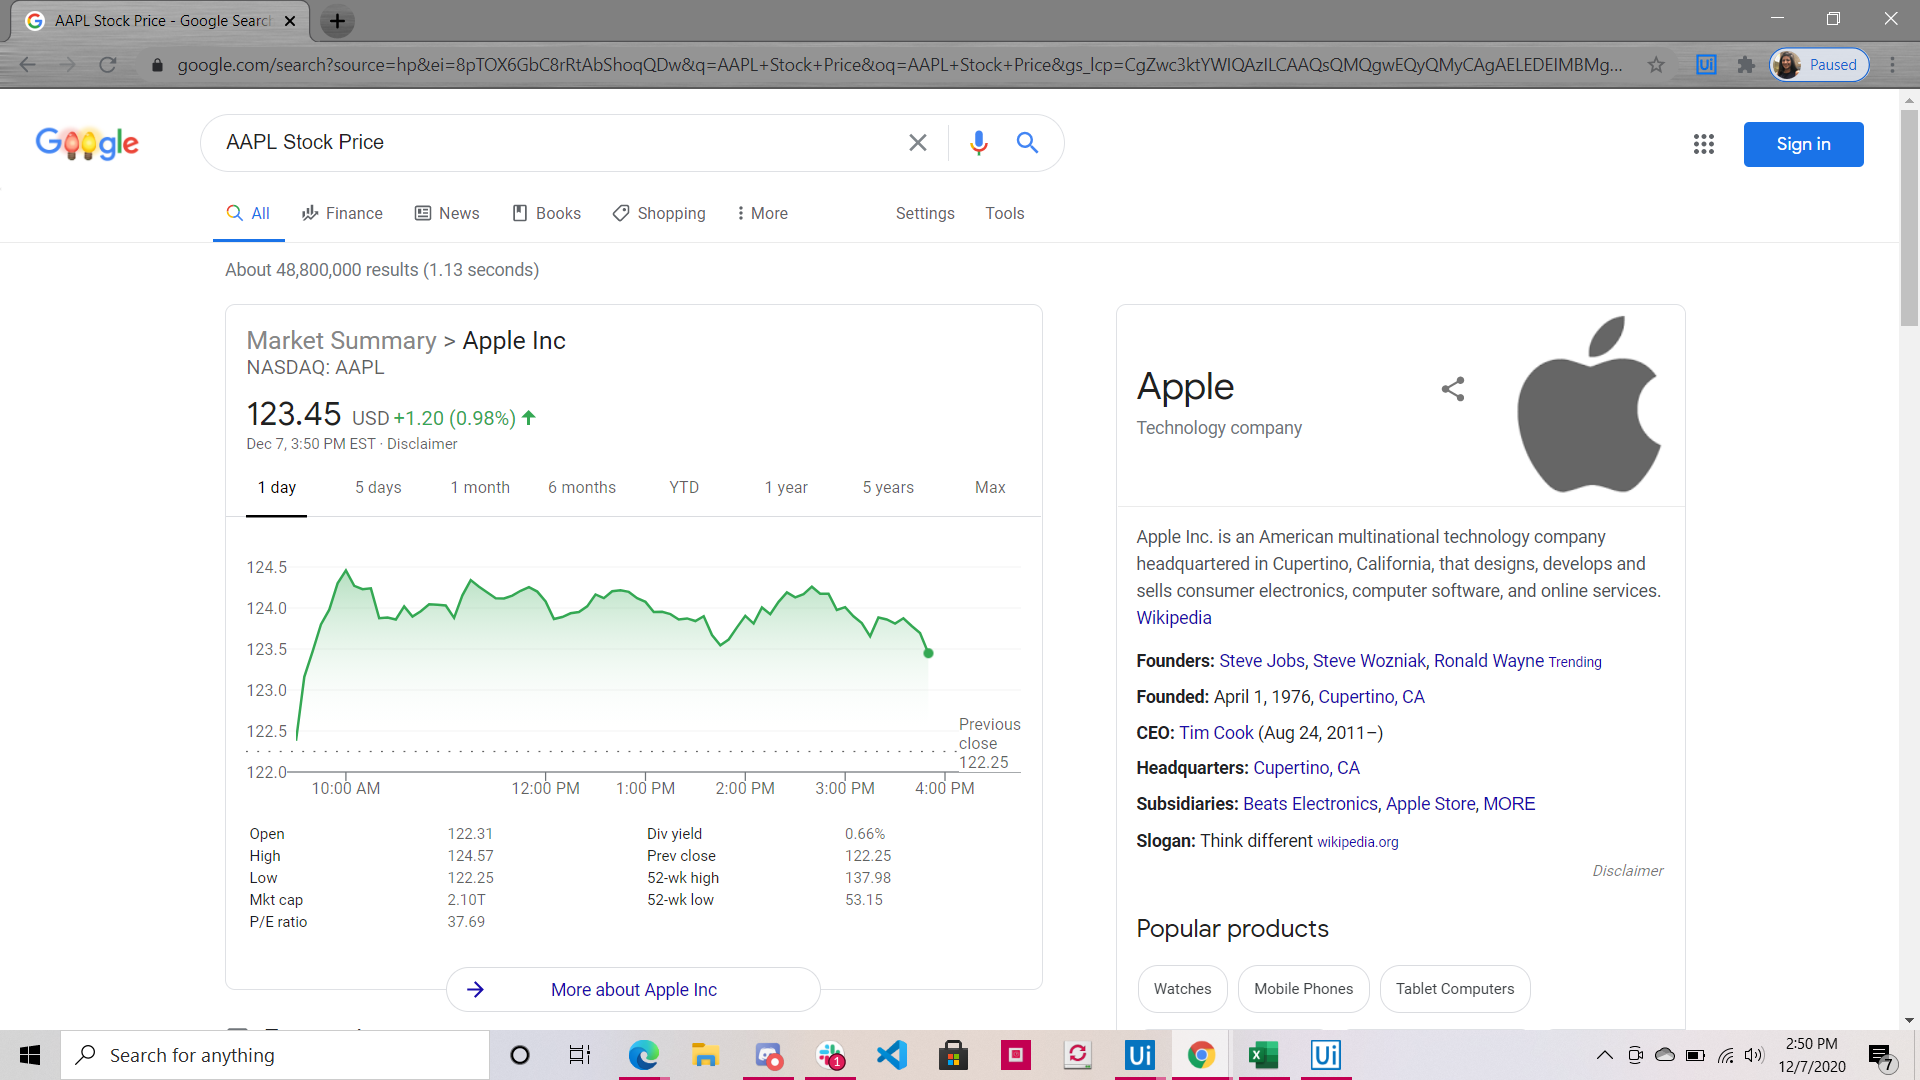 AAPL Stock Price - Google Search
google.com/search?source=hp&ei=8pTOX6GbC8rRtAbShoqQDw&q=AAPL+Stock+Price&oq=AAPL+Stock+Price&gs_lcp=CgZwc3ktYWIQAzILCAAQsQMQgwEQyQMyCAgAELEDEIMBMg...
Paused
Google
AAPL Stock Price
Sign in
All Finance News Books Shopping More Settings Tools
About 48,800,000 results (1.13 seconds)
Market Summary > Apple Inc
NASDAQ: AAPL
123.45 USD +1.20 (0.98%)
Dec 7, 3:50 PM EST · Disclaimer
1 day 5 days 1 month 6 months YTD 1 year 5 years Max
124.5
124.0
123.5
123.0
122.5
122.0
Previous
close
122.25
10:00 AM 12:00 PM 1:00 PM 2:00 PM 3:00 PM 4:00 PM
Open 122.31 Div yield 0.66%
High 124.57 Prev close 122.25
Low 122.25 52-wk high 137.98
Mkt cap 2.10T 52-wk low 53.15
P/E ratio 37.69
More about Apple Inc
Apple
Technology company
Apple Inc. is an American multinational technology company
headquartered in Cupertino, California, that designs, develops and
sells consumer electronics, computer software, and online services.
Wikipedia
Founders: Steve Jobs, Steve Wozniak, Ronald Wayne Trending
Founded: April 1, 1976, Cupertino, CA
CEO: Tim Cook (Aug 24, 2011–)
Headquarters: Cupertino, CA
Subsidiaries: Beats Electronics, Apple Store, MORE
Slogan: Think different wikipedia.org
Disclaimer
Popular products
Watches Mobile Phones Tablet Computers
Search for anything
1
Ui
Ui
2:50 PM
12/7/2020
7